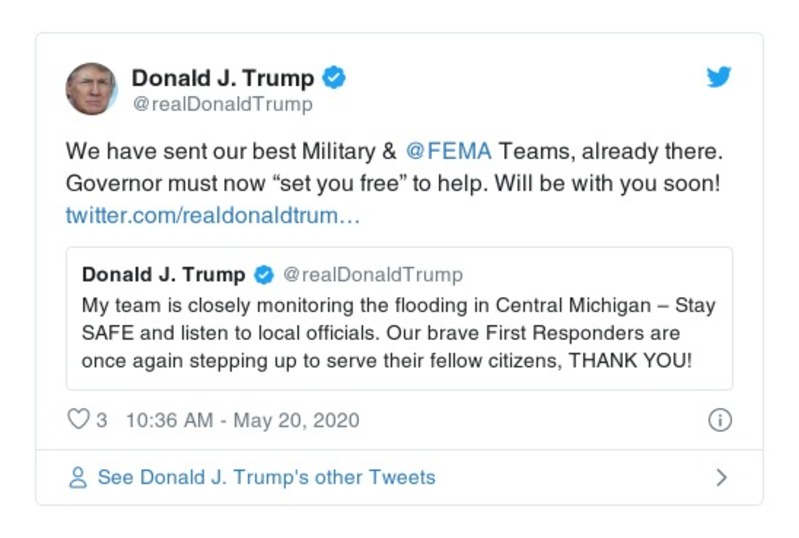 Donald J. Trump
@realDonaldTrump
We have sent our best Military & @FEMA Teams, already there.
Governor must now “set you free” to help. Will be with you soon!
twitter.com/realdonaldtrum…
Donald J. Trump @realDonaldTrump
My team is closely monitoring the flooding in Central Michigan – Stay
SAFE and listen to local officials. Our brave First Responders are
once again stepping up to serve their fellow citizens, THANK YOU!
3 10:36 AM - May 20, 2020
See Donald J. Trump's other Tweets